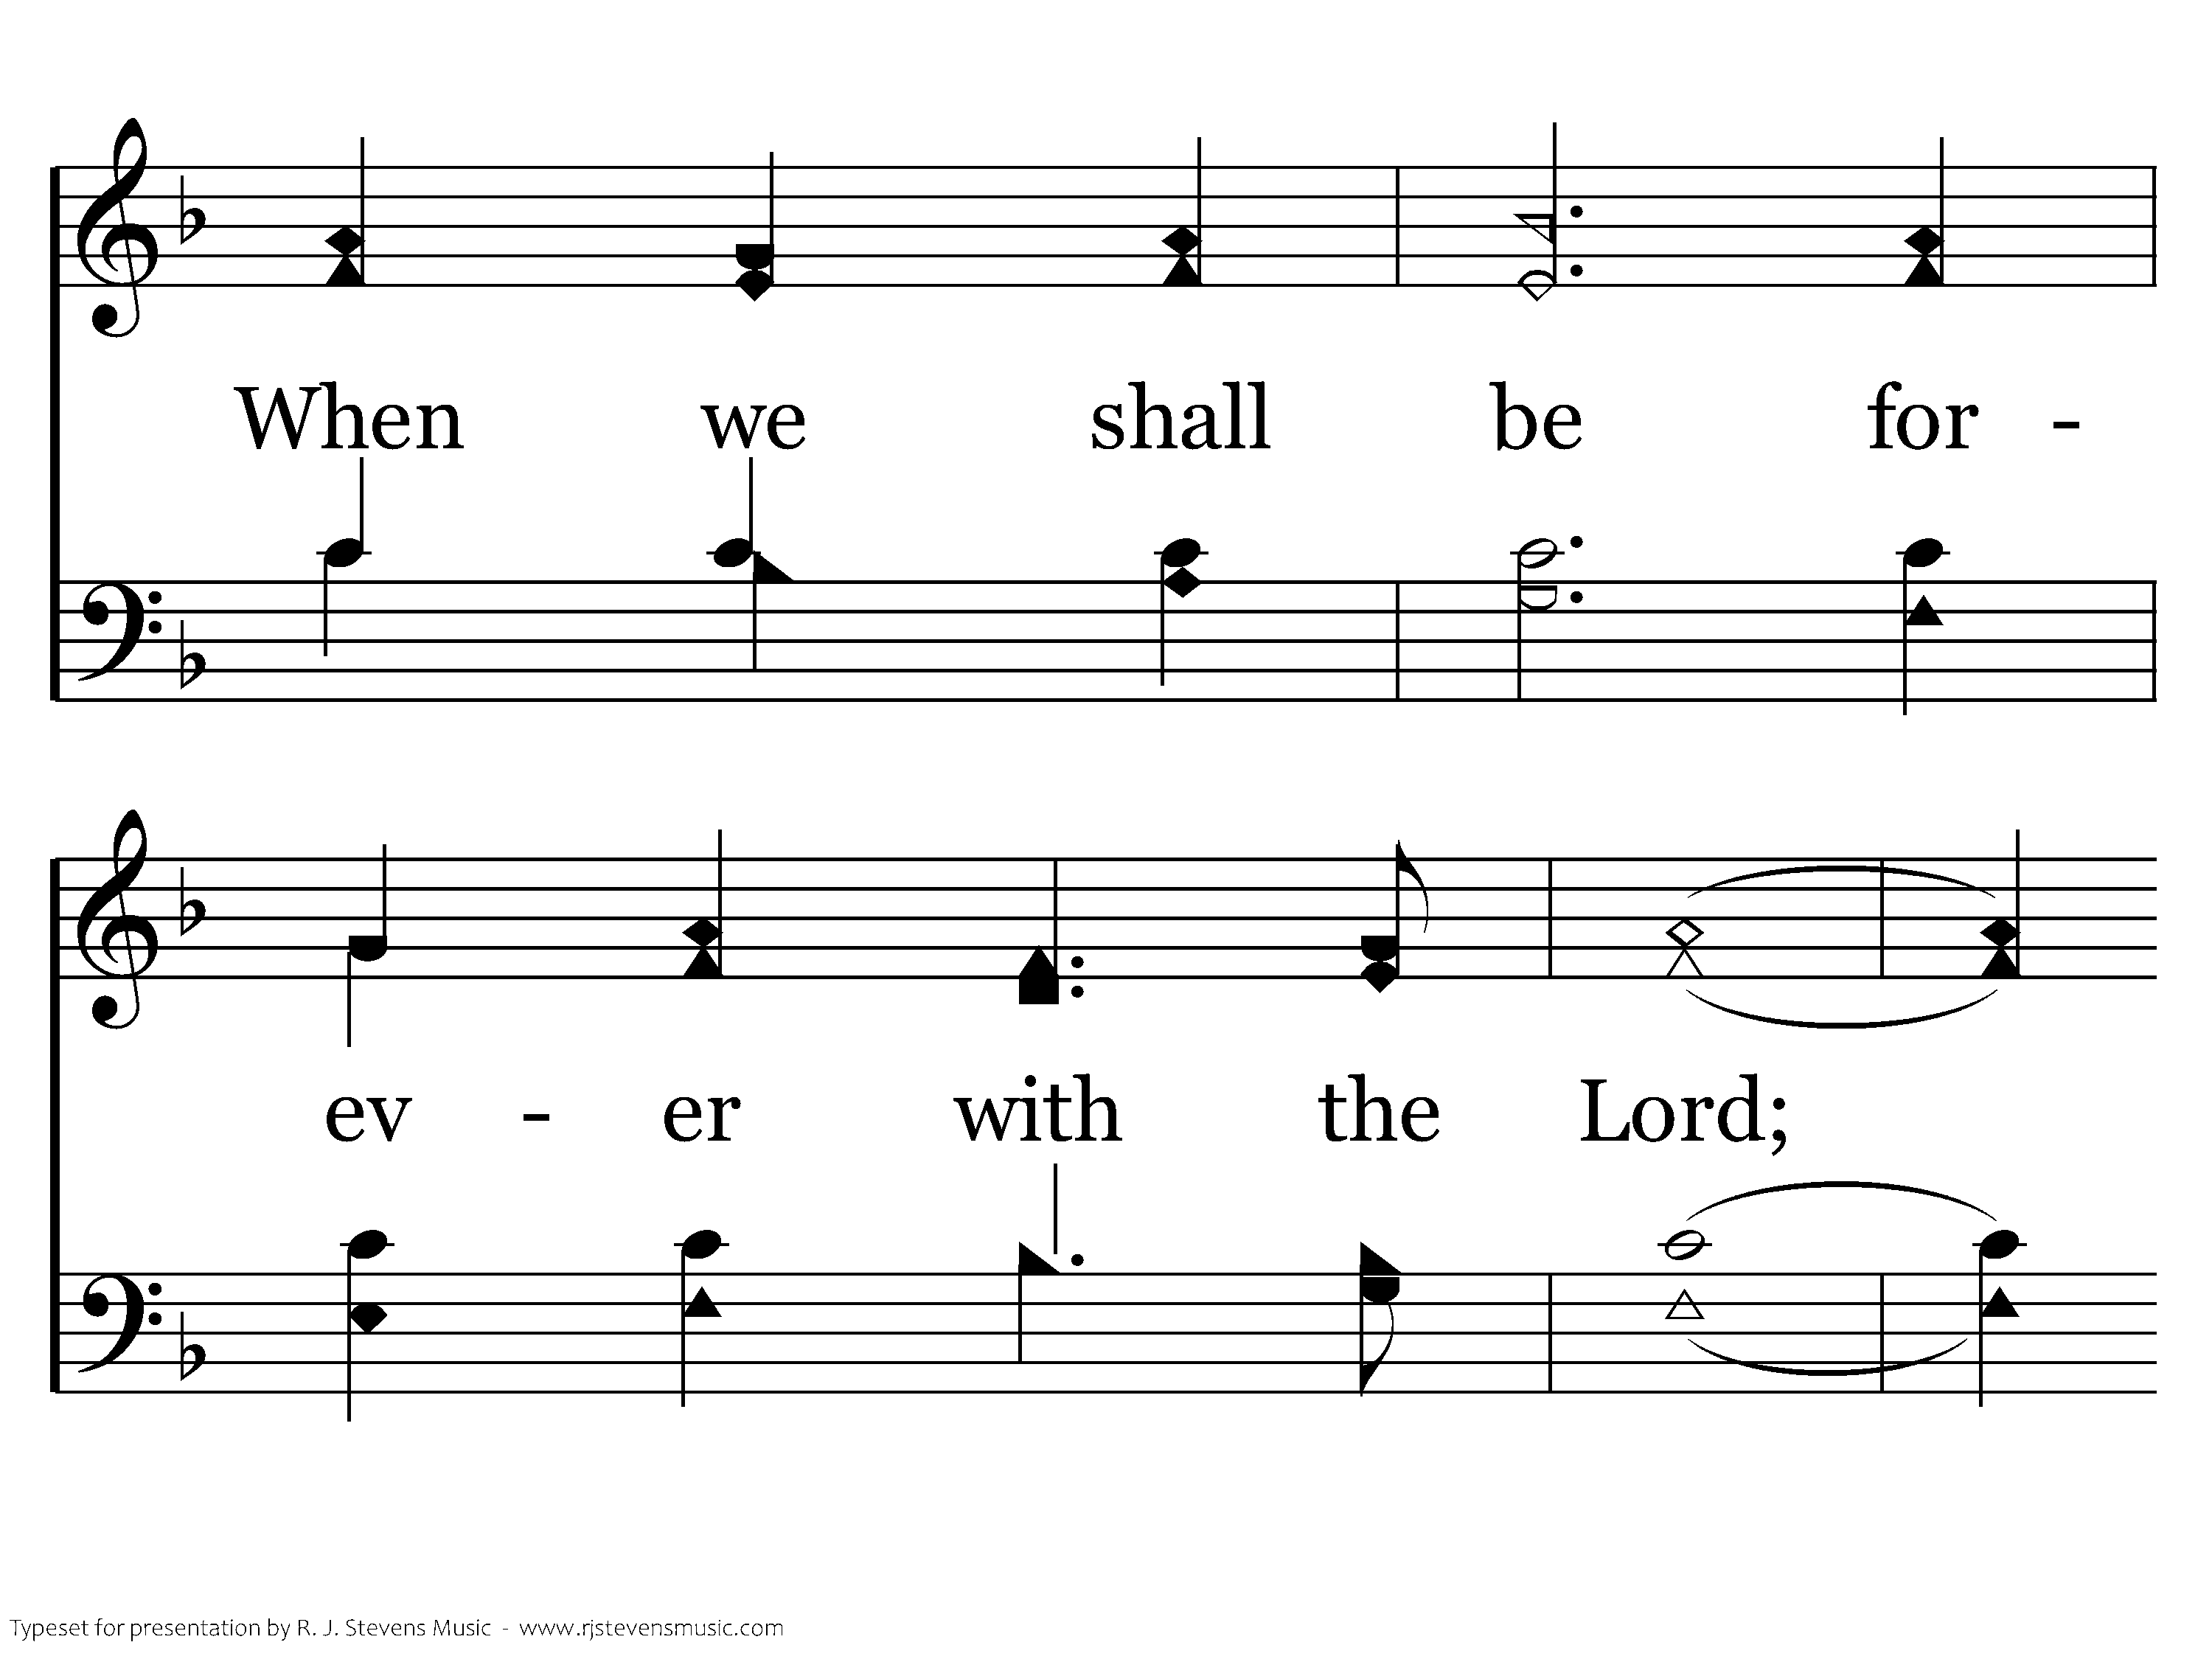 When we shall be for -
ev - er with the Lord;
Typeset for presentation by R. J. Stevens Music - www.rjstevensmusic.com